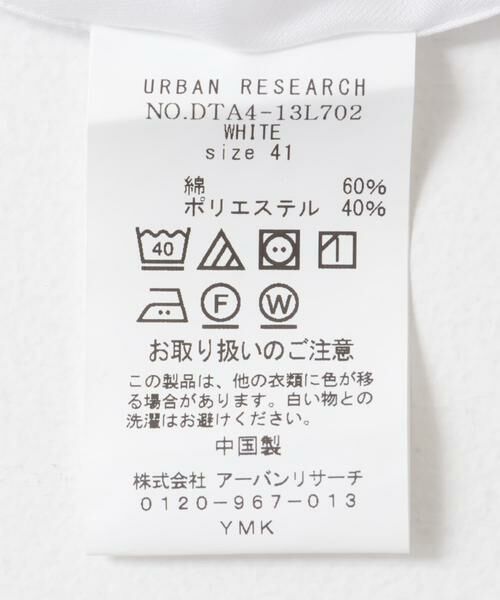 URBAN RESEARCH
NO.DTA4-13L702
WHITE
size 41
綿 60%
ポリエステル 40%
40
F W
お取り扱いのご注意
この製品は、他の衣類に色が移
る場合があります。白い物との
洗濯はお避けください。
中国製
株式会社 アーバンリサーチ
0120-967-013
YMK